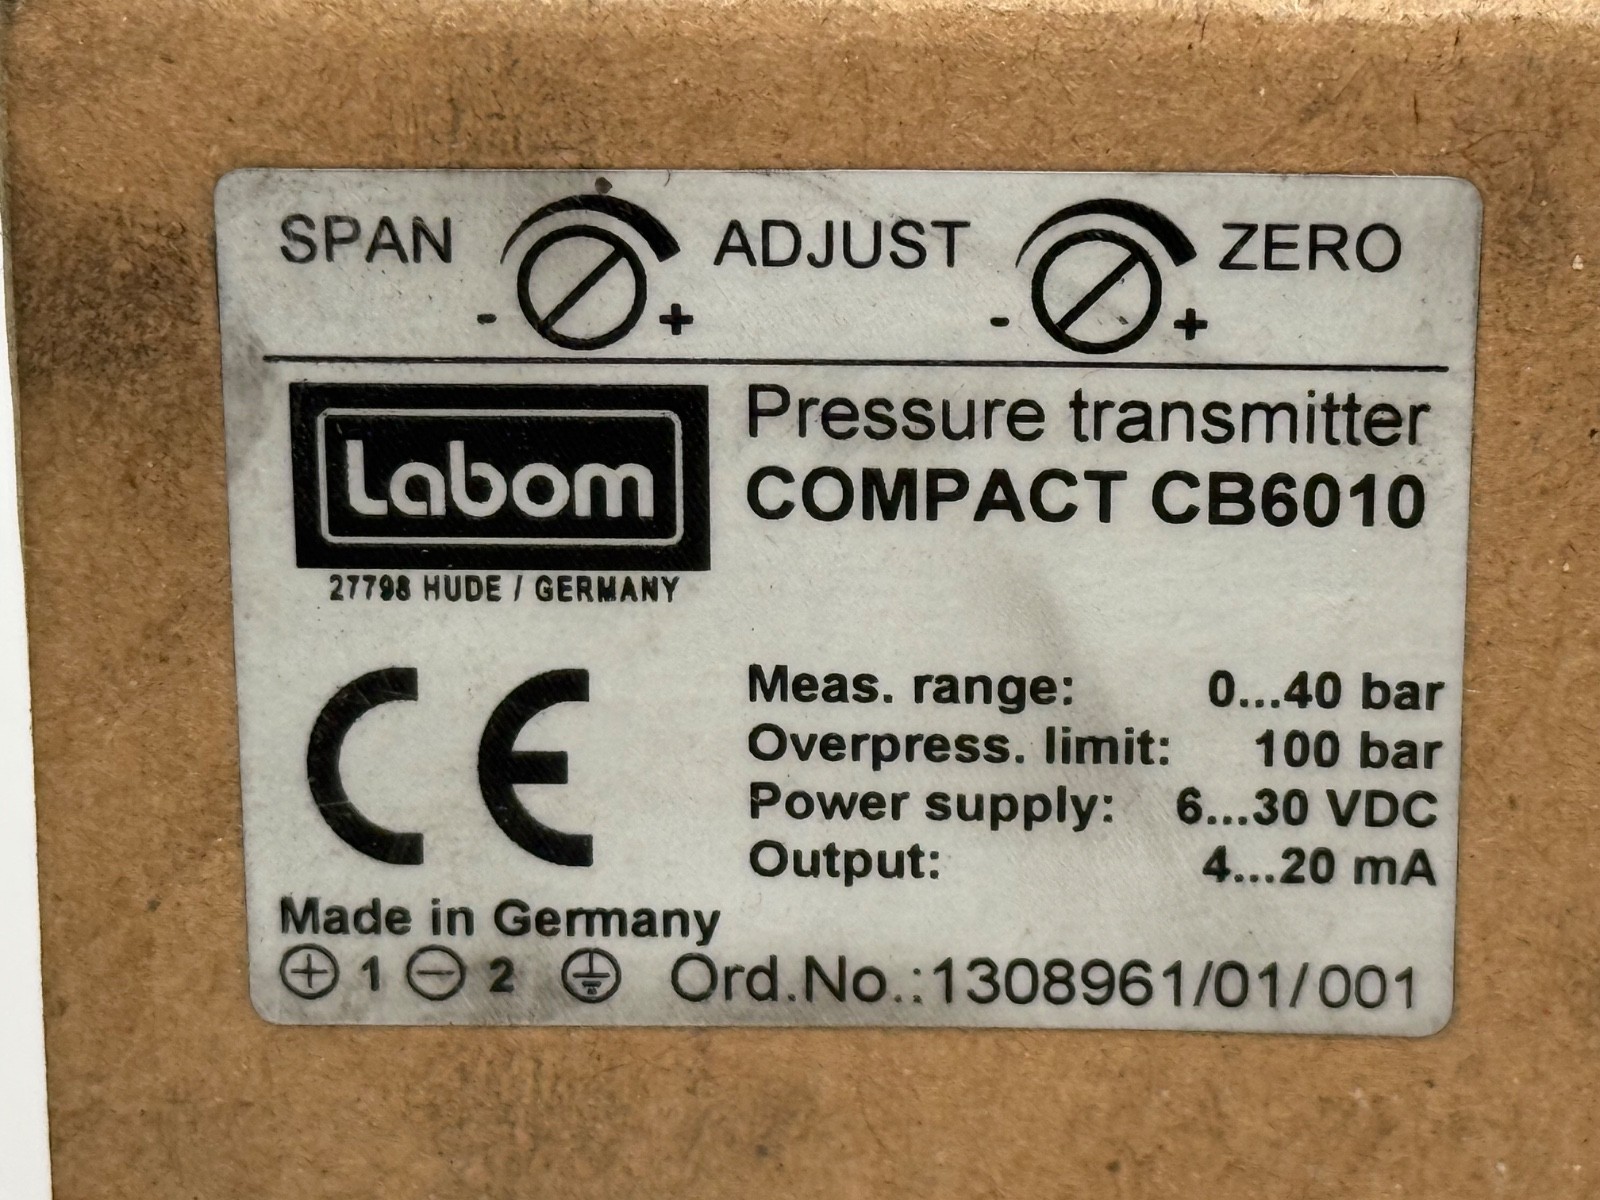 SPAN - + ADJUST - + ZERO
Labom
27798 HUDE / GERMANY
Pressure transmitter
COMPACT CB6010
Meas. range: 0...40 bar
Overpress. limit: 100 bar
Power supply: 6...30 VDC
Output: 4...20 mA
CE
Made in Germany
+ 1 - 2 Ord.No.:1308961/01/001